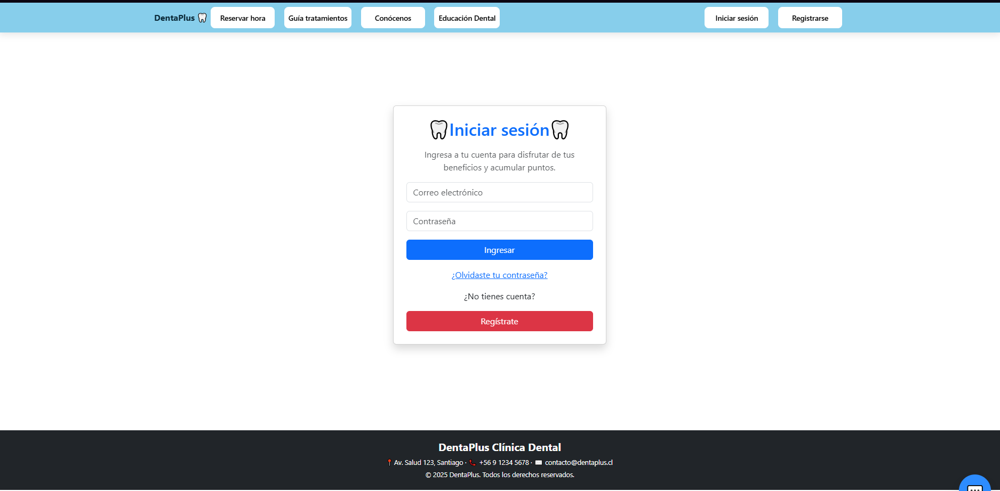 DentaPlus 🦷 Reservar hora Guía tratamientos Conócenos Educación Dental Iniciar sesión Registrarse
🦷Iniciar sesión🦷
Ingresa a tu cuenta para disfrutar de tus
beneficios y acumular puntos.
Correo electrónico
Contraseña
Ingresar
¿Olvidaste tu contraseña?
¿No tienes cuenta?
Regístrate
DentaPlus Clínica Dental
📍 Av. Salud 123, Santiago · 📞 +56 9 1234 5678 · ✉️ contacto@dentaplus.cl
© 2025 DentaPlus. Todos los derechos reservados.